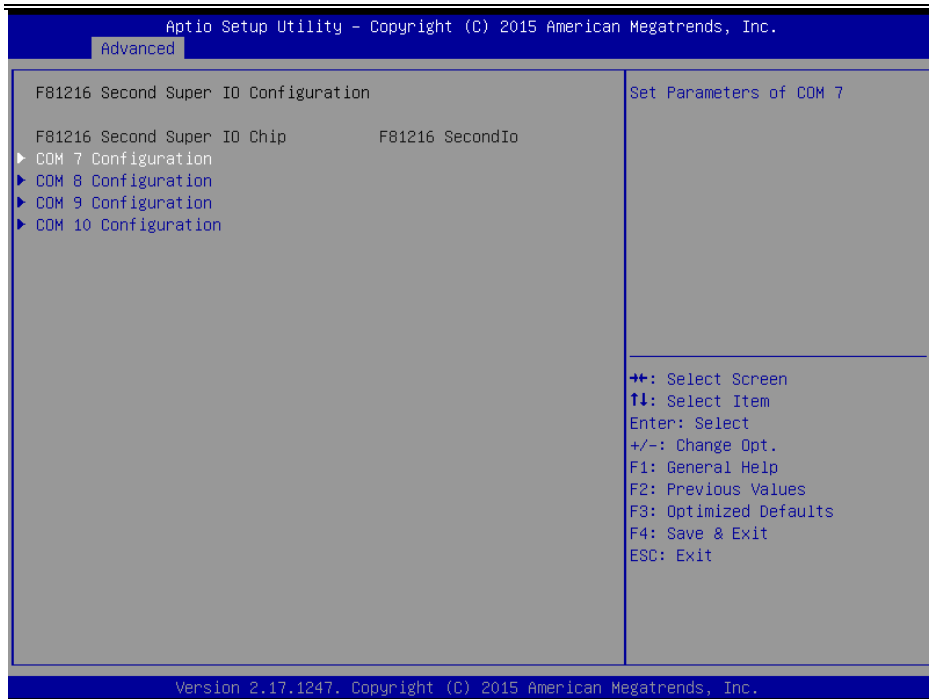 Aptio Setup Utility – Copyright (C) 2015 American Megatrends, Inc.
Advanced
F81216 Second Super IO Configuration
F81216 Second Super IO Chip F81216 SecondIo
COM 7 Configuration
COM 8 Configuration
COM 9 Configuration
COM 10 Configuration
Set Parameters of COM 7
→←: Select Screen
↑↓: Select Item
Enter: Select
+/-: Change Opt.
F1: General Help
F2: Previous Values
F3: Optimized Defaults
F4: Save & Exit
ESC: Exit
Version 2.17.1247. Copyright (C) 2015 American Megatrends, Inc.